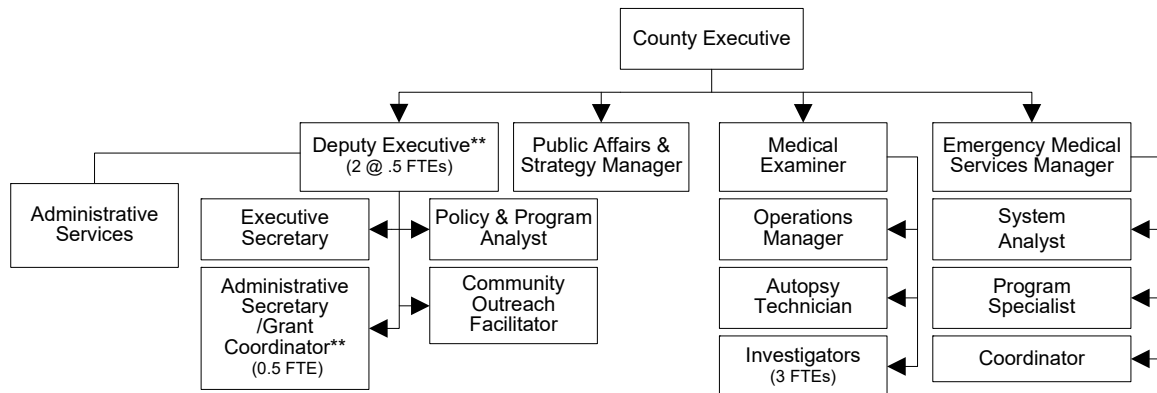 County Executive
Deputy Executive**
(2 @ .5 FTEs)
Public Affairs &
Strategy Manager
Medical
Examiner
Emergency Medical
Services Manager
Administrative
Services
Executive
Secretary
Policy & Program
Analyst
Operations
Manager
System
Analyst
Administrative
Secretary
/Grant
Coordinator**
(0.5 FTE)
Community
Outreach
Facilitator
Autopsy
Technician
Program
Specialist
Investigators
(3 FTEs)
Coordinator